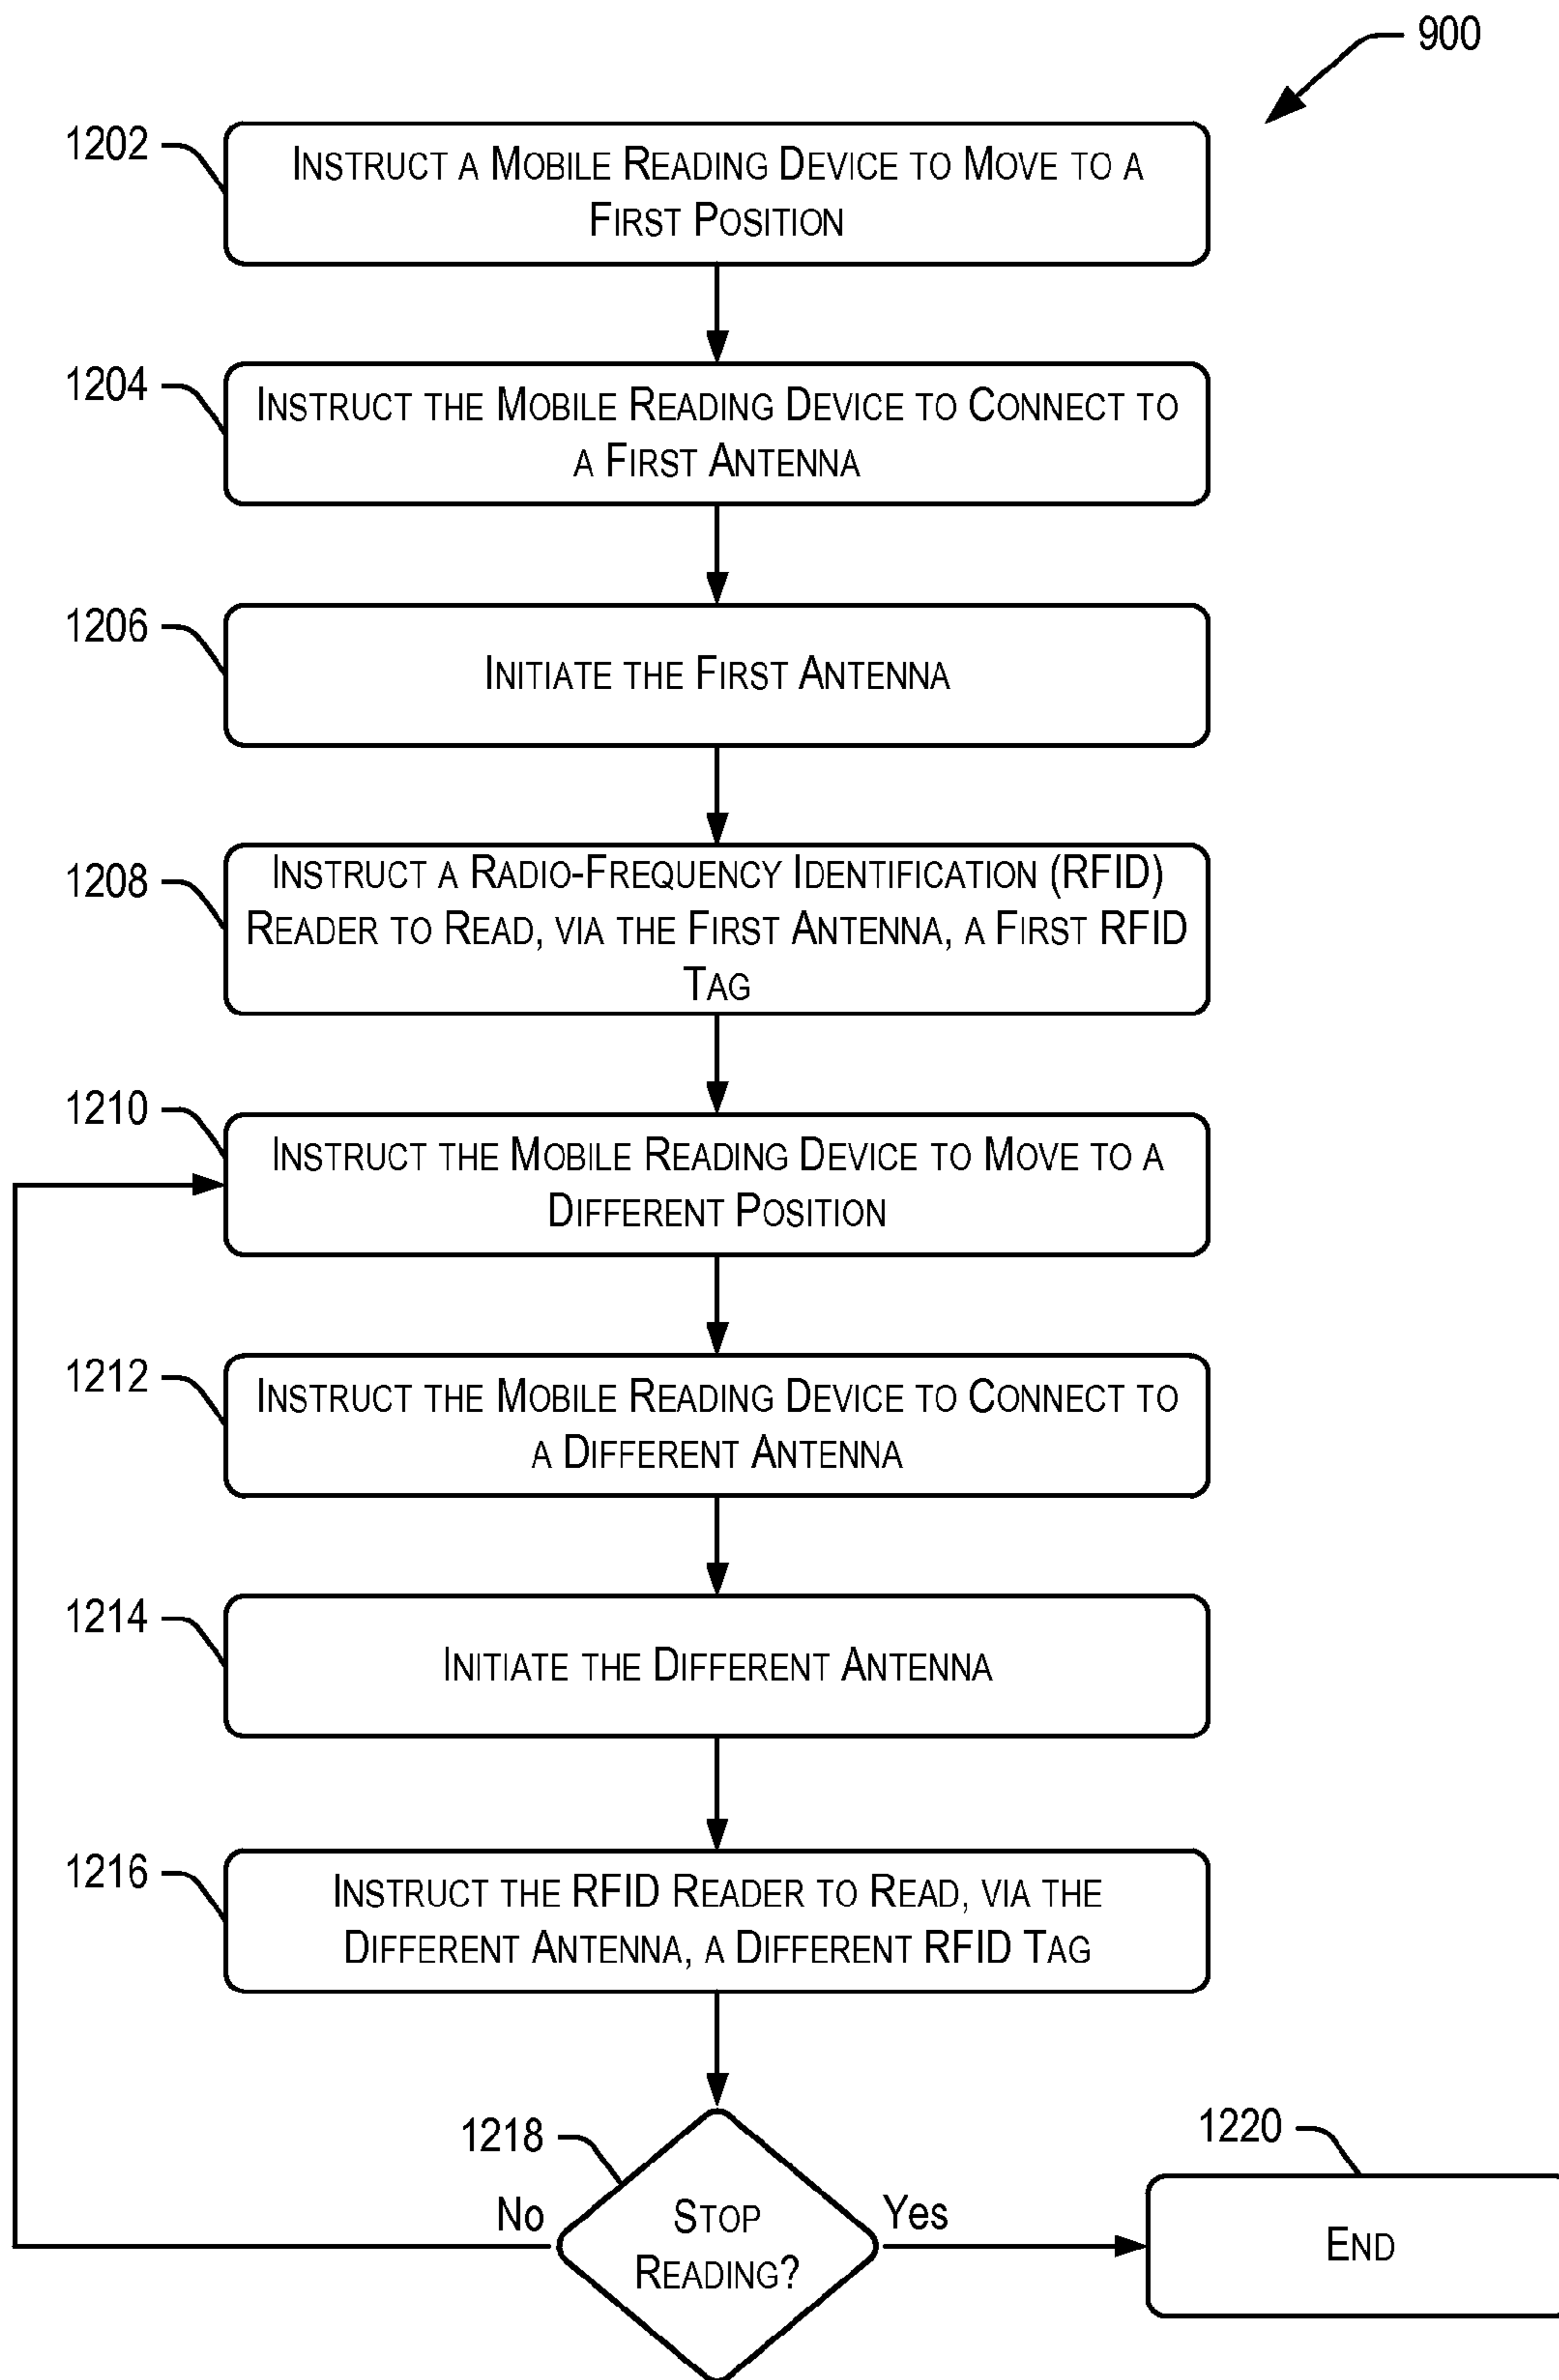 900
1202
INSTRUCT A MOBILE READING DEVICE TO MOVE TO A
FIRST POSITION
1204
INSTRUCT THE MOBILE READING DEVICE TO CONNECT TO
A FIRST ANTENNA
1206
INITIATE THE FIRST ANTENNA
1208
INSTRUCT A RADIO-FREQUENCY IDENTIFICATION (RFID)
READER TO READ, VIA THE FIRST ANTENNA, A FIRST RFID
TAG
1210
INSTRUCT THE MOBILE READING DEVICE TO MOVE TO A
DIFFERENT POSITION
1212
INSTRUCT THE MOBILE READING DEVICE TO CONNECT TO
A DIFFERENT ANTENNA
1214
INITIATE THE DIFFERENT ANTENNA
1216
INSTRUCT THE RFID READER TO READ, VIA THE
DIFFERENT ANTENNA, A DIFFERENT RFID TAG
1218
No
STOP
READING?
Yes
1220
END